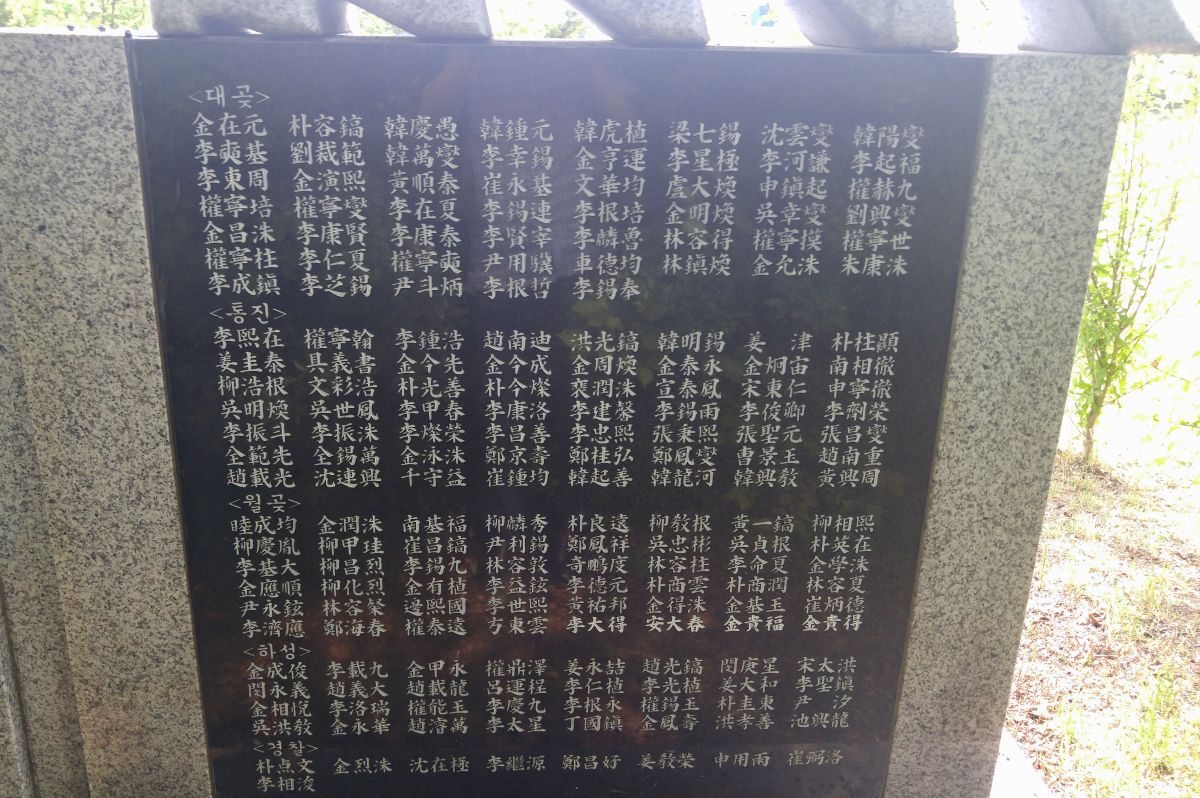 <대곶>
金在元 朴容鎬 韓慶愚 韓鍾元 韓虎植 梁七錫 沈雲燮 韓陽燮
李奭基 劉裁範 韓萬燮 李幸錫 金亨運 李星極 李河謙 李起福
李東周 金演熙 黃順泰 崔永基 文華均 盧大煥 申鎭起 權赫九
權寧培 權寧燮 李在夏 李錫連 李根培 金明煥 吳章燮 劉興燮
金昌洙 李康賢 李康泰 李賢宰 李麟魯 林容得 權寧摸 權寧世
權寧柱 李仁夏 權寧奭 尹用驥 車德均 林鎭煥 金允洙 朱康洙
李成鎭 李芝錫 尹斗炳 李根哲 李錫奉
<통진>
李熙在 權寧翰 李鍾浩 趙南迪 洪光鎬 韓明錫 姜津 朴柱顯
姜圭泰 具義書 金今先 金今成 金周煥 金泰永 金炯宙 南相徹
柳浩根 文彩浩 朴光善 朴今燦 裵潤洙 宣泰鳳 宋東仁 申寧徹
吳明煥 吳世鳳 李甲春 李康洛 李建馨 李錫雨 李俊卿 李劑榮
李振斗 李振洙 李燦榮 李昌善 李忠熙 張秉熙 張聖元 張昌燮
全範先 全錫萬 金泳洙 鄭京壽 鄭桂弘 鄭鳳燮 曺景玉 趙南重
趙載光 沈連興 千守益 崔鍾均 韓起善 韓龍河 韓興敎 黃興周
<월곶>
睦成均 金潤洙 南基福 柳麟秀 朴良遠 柳敎根 黃一鎬 柳相熙
柳慶胤 柳甲珪 崔昌鎬 尹利錫 鄭鳳祥 吳忠彬 吳貞根 朴英在
李基大 柳昌烈 李錫九 林容敦 奇鵬度 林容柱 李命夏 金學洙
金應順 柳化烈 金有植 李益鉉 李德元 朴商雲 朴商潤 林容夏
尹永鉉 林容榮 邊熙國 李世熙 黃祐邦 金得洙 金基玉 崔炳德
李濟應 鄭海春 權泰遠 方東雲 李大得 安大春 金貴福 金貴得
<하성>
金成俊 李載九 金甲永 權鼎澤 姜永喆 趙光鎬 閔庚星 宋太洪
閔永義 趙義大 趙載龍 呂運桯 李仁植 李光植 姜大和 李聖鎭
金相悅 李洛瑞 權能玉 李慶九 李根永 權錫玉 朴圭東 尹汐
吳洪敎 金永華 趙濬萬 李太星 丁國鎭 金鳳壽 洪孝善 池興龍
<경찰>
朴点文 金烈洙 沈在極 李繼源 鄭昌好 姜敎榮 申用雨 崔弼洛
李相浚